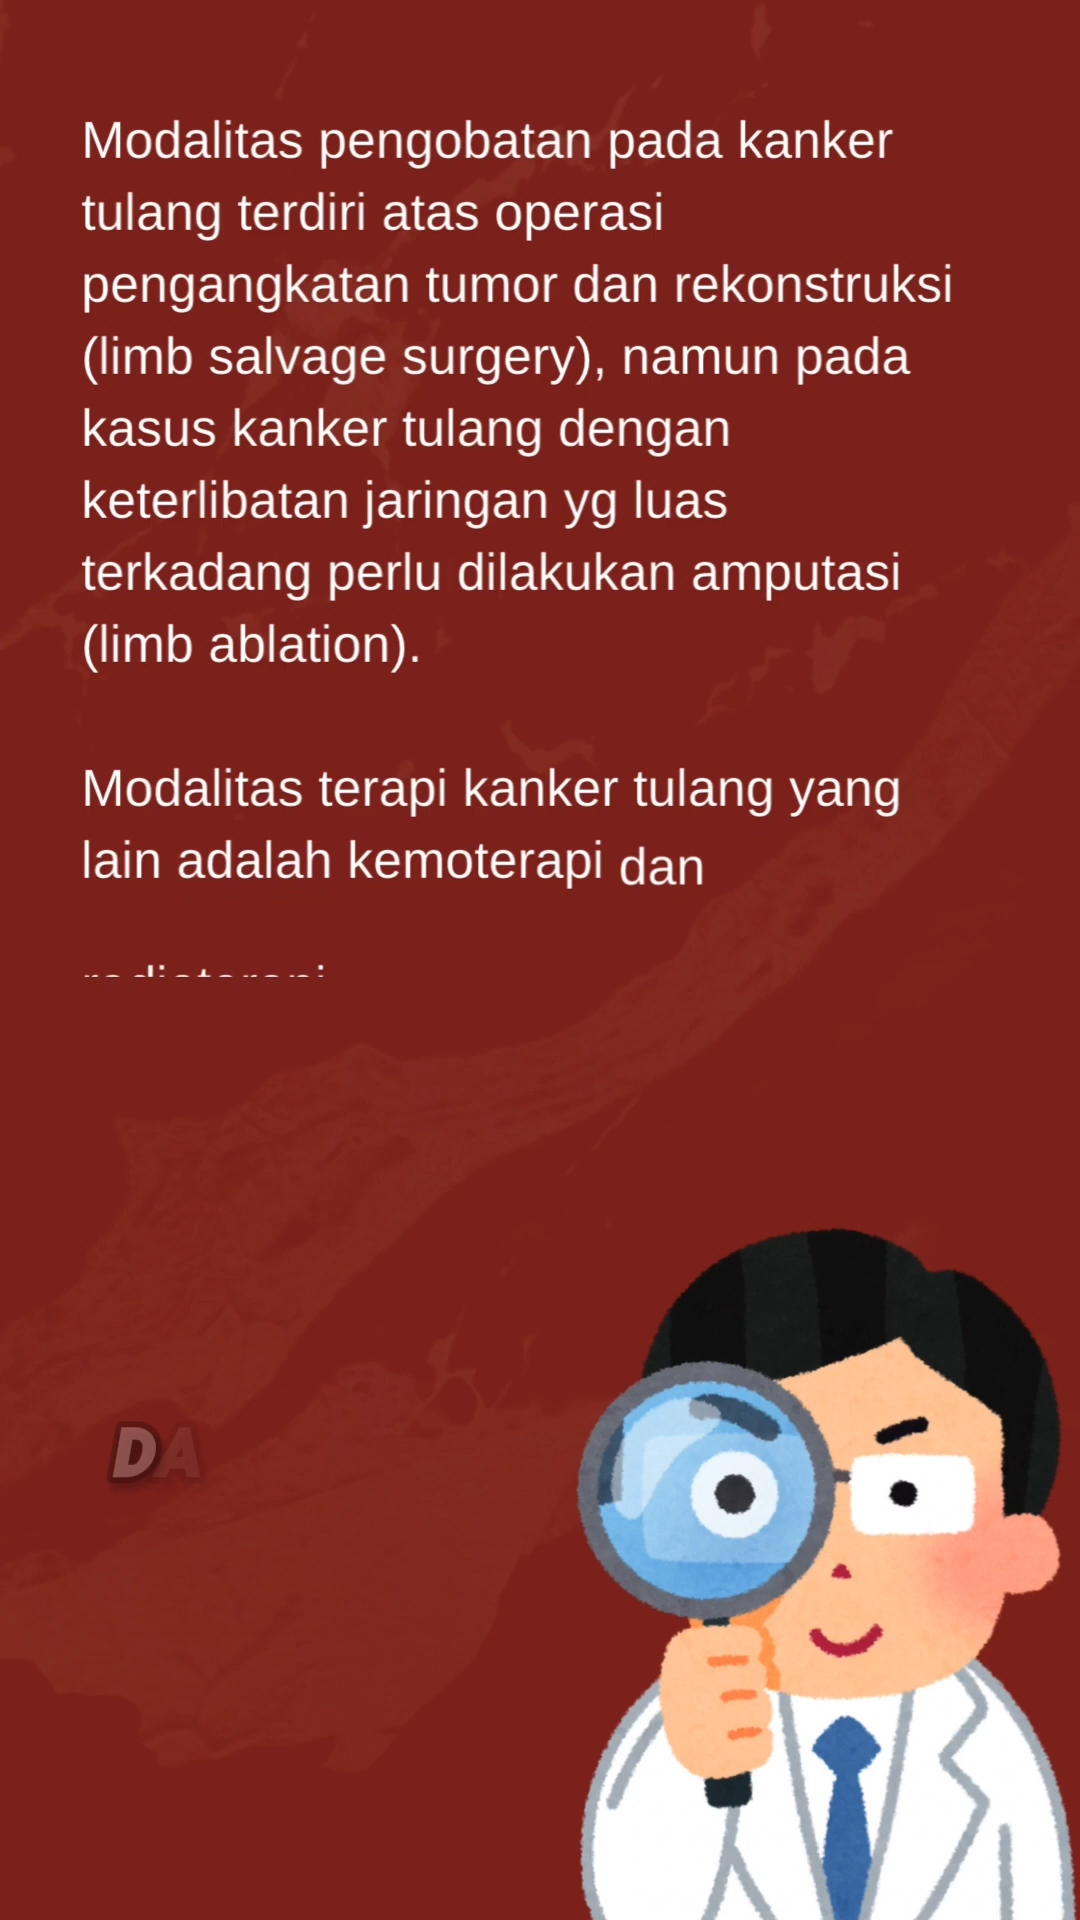 Modalitas pengobatan pada kanker
tulang terdiri atas operasi
pengangkatan tumor dan rekonstruksi
(limb salvage surgery), namun pada
kasus kanker tulang dengan
keterlibatan jaringan yg luas
terkadang perlu dilakukan amputasi
(limb ablation).
Modalitas terapi kanker tulang yang
lain adalah kemoterapi dan
radioterapi
DA